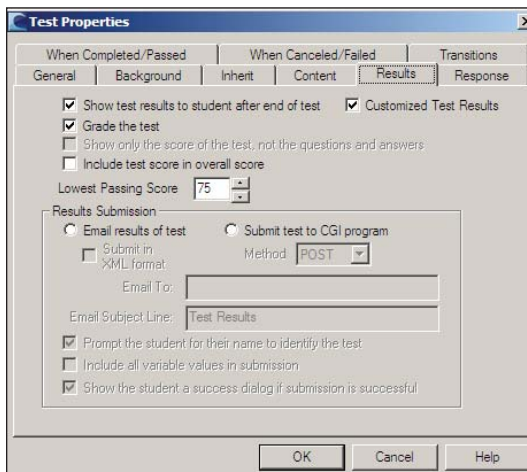 Test Properties
When Completed/Passed When Canceled/Failed Transitions
General Background Inherit Content Results Response
Show test results to student after end of test Customized Test Results
Grade the test
Show only the score of the test, not the questions and answers
Include test score in overall score
Lowest Passing Score 75
Results Submission
Email results of test Submit test to CGI program
Submit in XML format Method POST
Email To:
Email Subject Line: Test Results
Prompt the student for their name to identify the test
Include all variable values in submission
Show the student a success dialog if submission is successful
OK Cancel Help